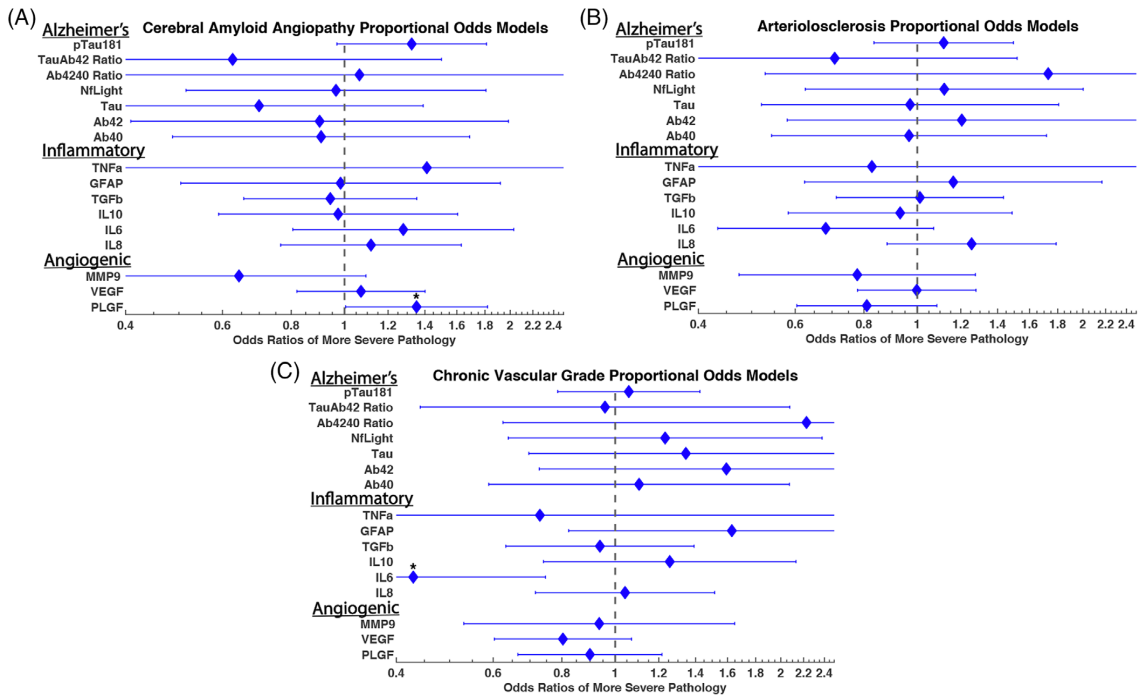 (A)
Cerebral Amyloid Angiopathy Proportional Odds Models
Alzheimer's
pTau181
TauAb42 Ratio
Ab4240 Ratio
NfLight
Tau
Ab42
Ab40
Inflammatory
TNFa
GFAP
TGFb
IL10
IL6
IL8
Angiogenic
MMP9
VEGF
*
PLGF
0.4 0.6 0.8 1 1.2 1.4 1.6 1.8 2 2.2 2.4
Odds Ratios of More Severe Pathology
(B)
Arteriolosclerosis Proportional Odds Models
Alzheimer's
pTau181
TauAb42 Ratio
Ab4240 Ratio
NfLight
Tau
Ab42
Ab40
Inflammatory
TNFa
GFAP
TGFb
IL10
IL6
IL8
Angiogenic
MMP9
VEGF
PLGF
0.4 0.6 0.8 1 1.2 1.4 1.6 1.8 2 2.2 2.4
Odds Ratios of More Severe Pathology
(C)
Chronic Vascular Grade Proportional Odds Models
Alzheimer's
pTau181
TauAb42 Ratio
Ab4240 Ratio
NfLight
Tau
Ab42
Ab40
Inflammatory
TNFa
GFAP
TGFb
IL10
*
IL6
IL8
Angiogenic
MMP9
VEGF
PLGF
0.4 0.6 0.8 1 1.2 1.4 1.6 1.8 2 2.2 2.4
Odds Ratios of More Severe Pathology